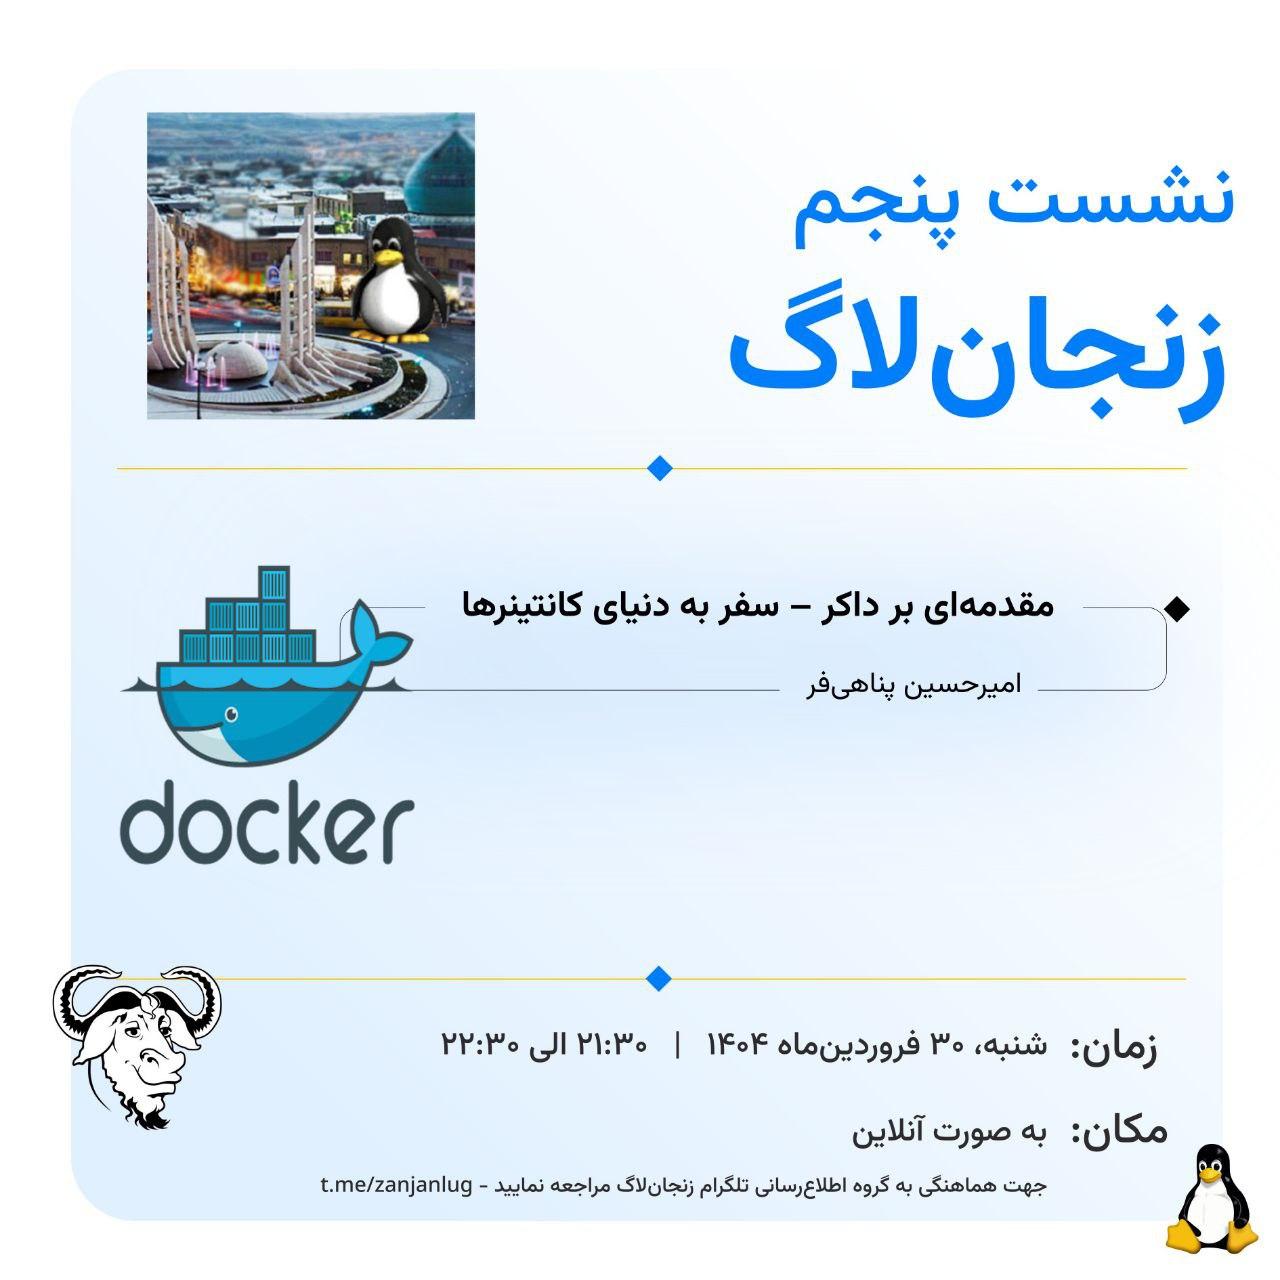 نشست پنجم
زنجان‌لاگ
مقدمه‌ای بر داکر – سفر به دنیای کانتینرها
امیرحسین پناهی‌فر
docker
زمان: شنبه، ۳۰ فروردین‌ماه ۱۴۰۴ | ۲۱:۳۰ الی ۲۲:۳۰
مکان: به صورت آنلاین
جهت هماهنگی به گروه اطلاع‌رسانی تلگرام زنجان‌لاگ مراجعه نمایید – t.me/zanjanlug